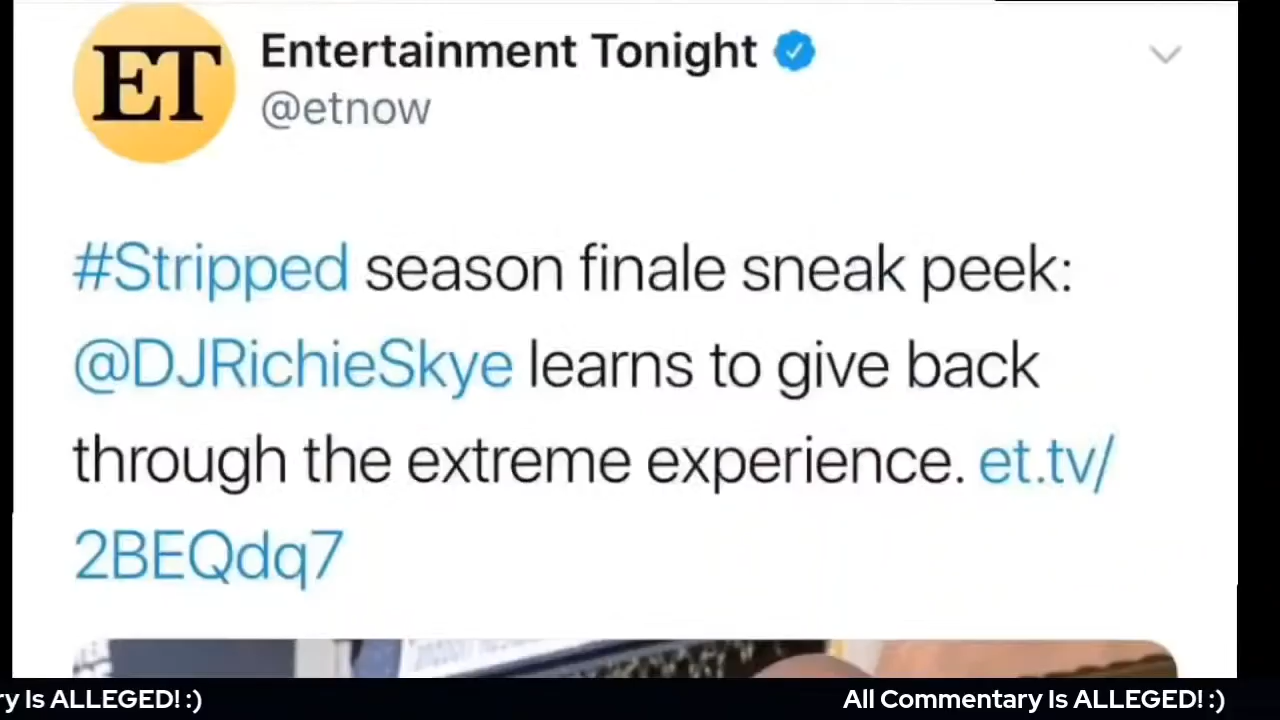 ET
Entertainment Tonight
@etnow
#Stripped season finale sneak peek:
@DJRichieSkye learns to give back
through the extreme experience. et.tv/
2BEQdq7
ry Is ALLEGED! :)
All Commentary Is ALLEGED! :)